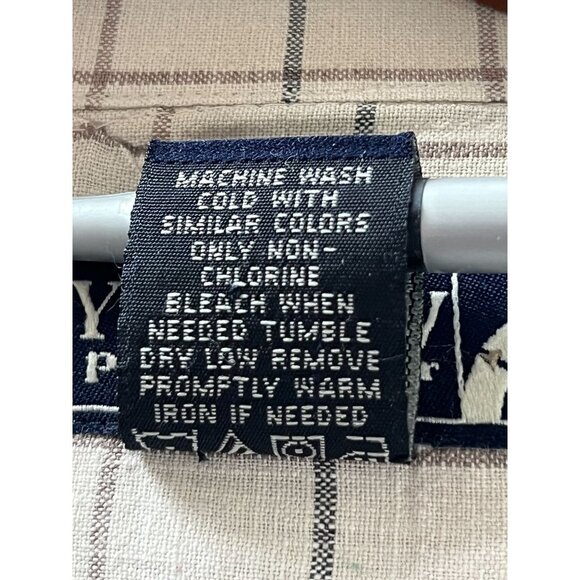 MACHINE WASH
COLD WITH
SIMILAR COLORS
ONLY NON-
CHLORINE
BLEACH WHEN
NEEDED TUMBLE
DRY LOW REMOVE
PROMPTLY WARM
IRON IF NEEDED